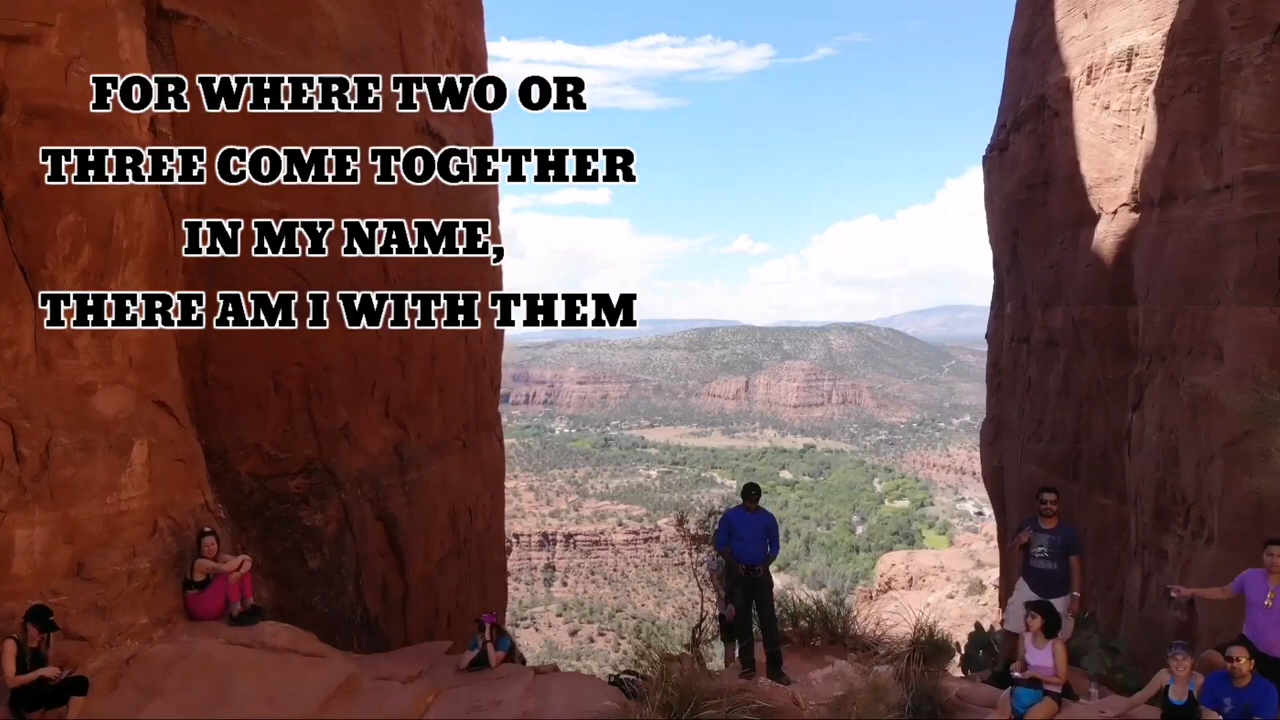 FOR WHERE TWO OR
THREE COME TOGETHER
IN MY NAME,
THERE AM I WITH THEM